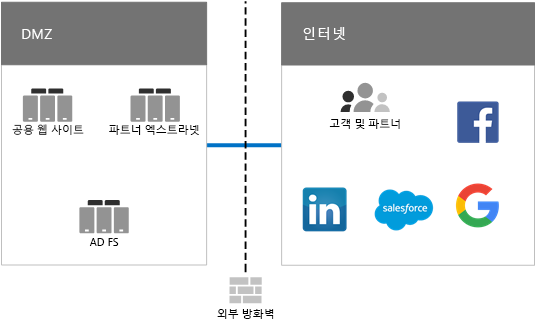 DMZ
인터넷
공용 웹 사이트
파트너 엑스트라넷
고객 및 파트너
f
in
salesforce
G
AD FS
외부 방화벽